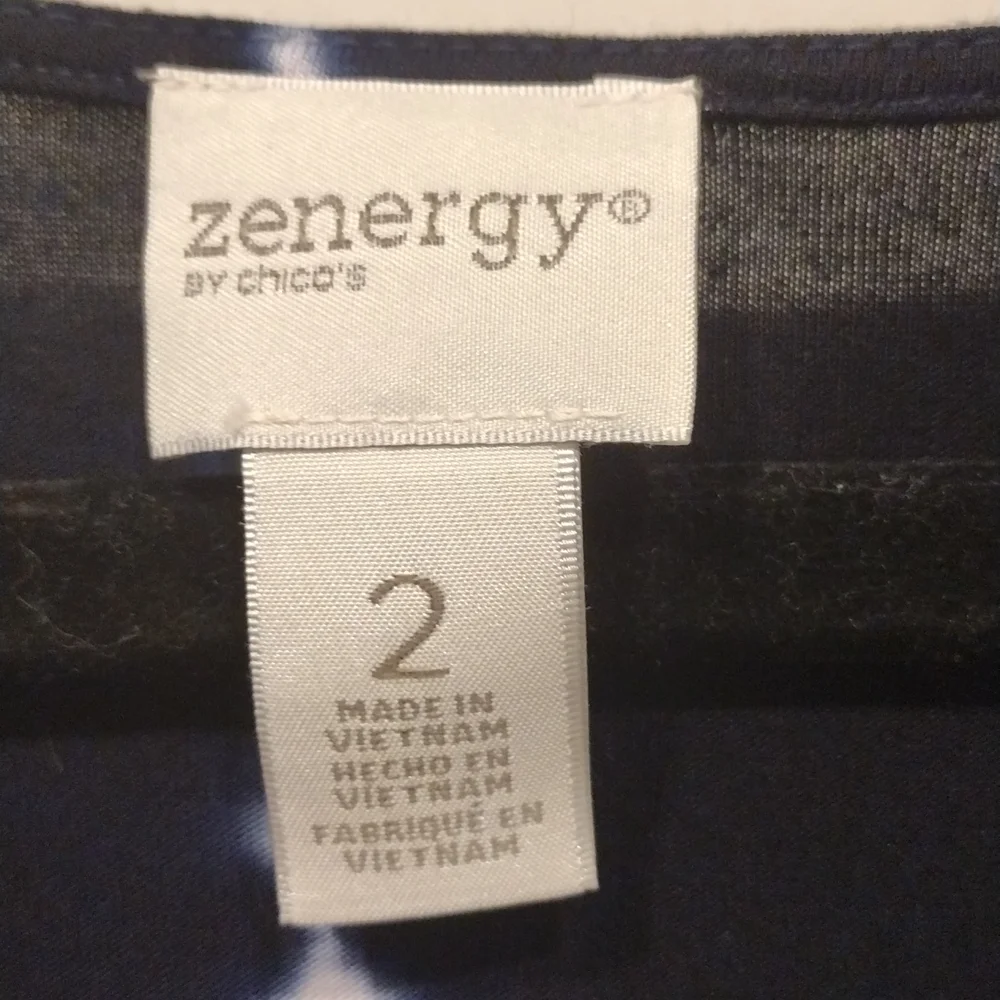 zenergy®
BY chico's
2
MADE IN
VIETNAM
HECHO EN
VIETNAM
FABRIQUÉ EN
VIETNAM